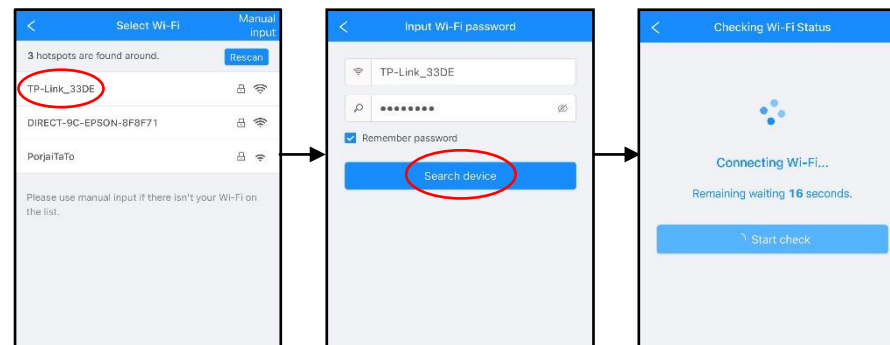 Select Wi-Fi
Manual
input
3 hotspots are found around.
Rescan
TP-Link_33DE
DIRECT-9C-EPSON-8F8F71
PorjaiTaTo
Please use manual input if there isn't your Wi-Fi on
the list.
Input Wi-Fi password
TP-Link_33DE
●●●●●●●●
Remember password
Search device
Checking Wi-Fi Status
Connecting Wi-Fi...
Remaining waiting 16 seconds.
Start check